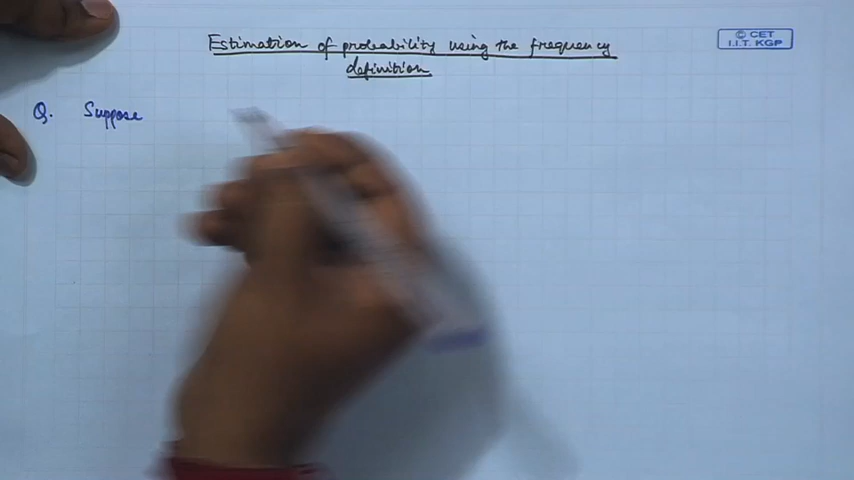 Estimation of probability using the frequency
definition
© CET
I.I.T. KGP
Q. Suppose